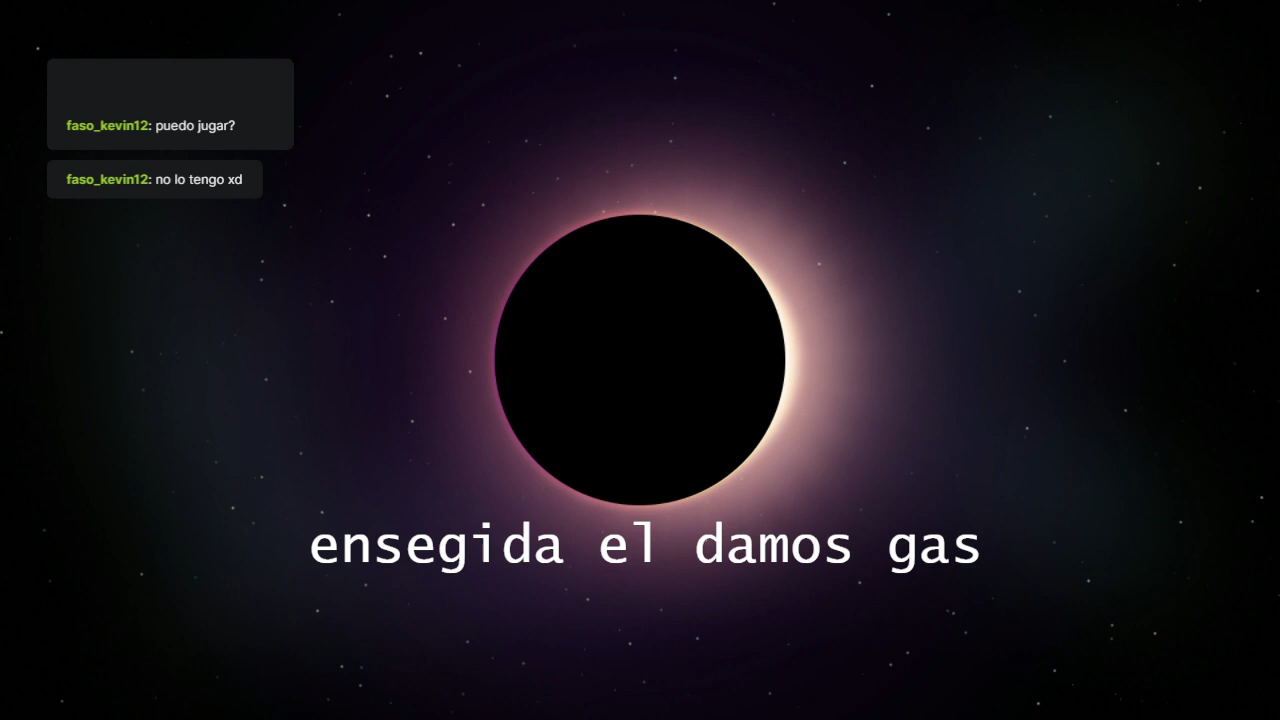 faso_kevin12: puedo jugar?
faso_kevin12: no lo tengo xd
ensegida el damos gas